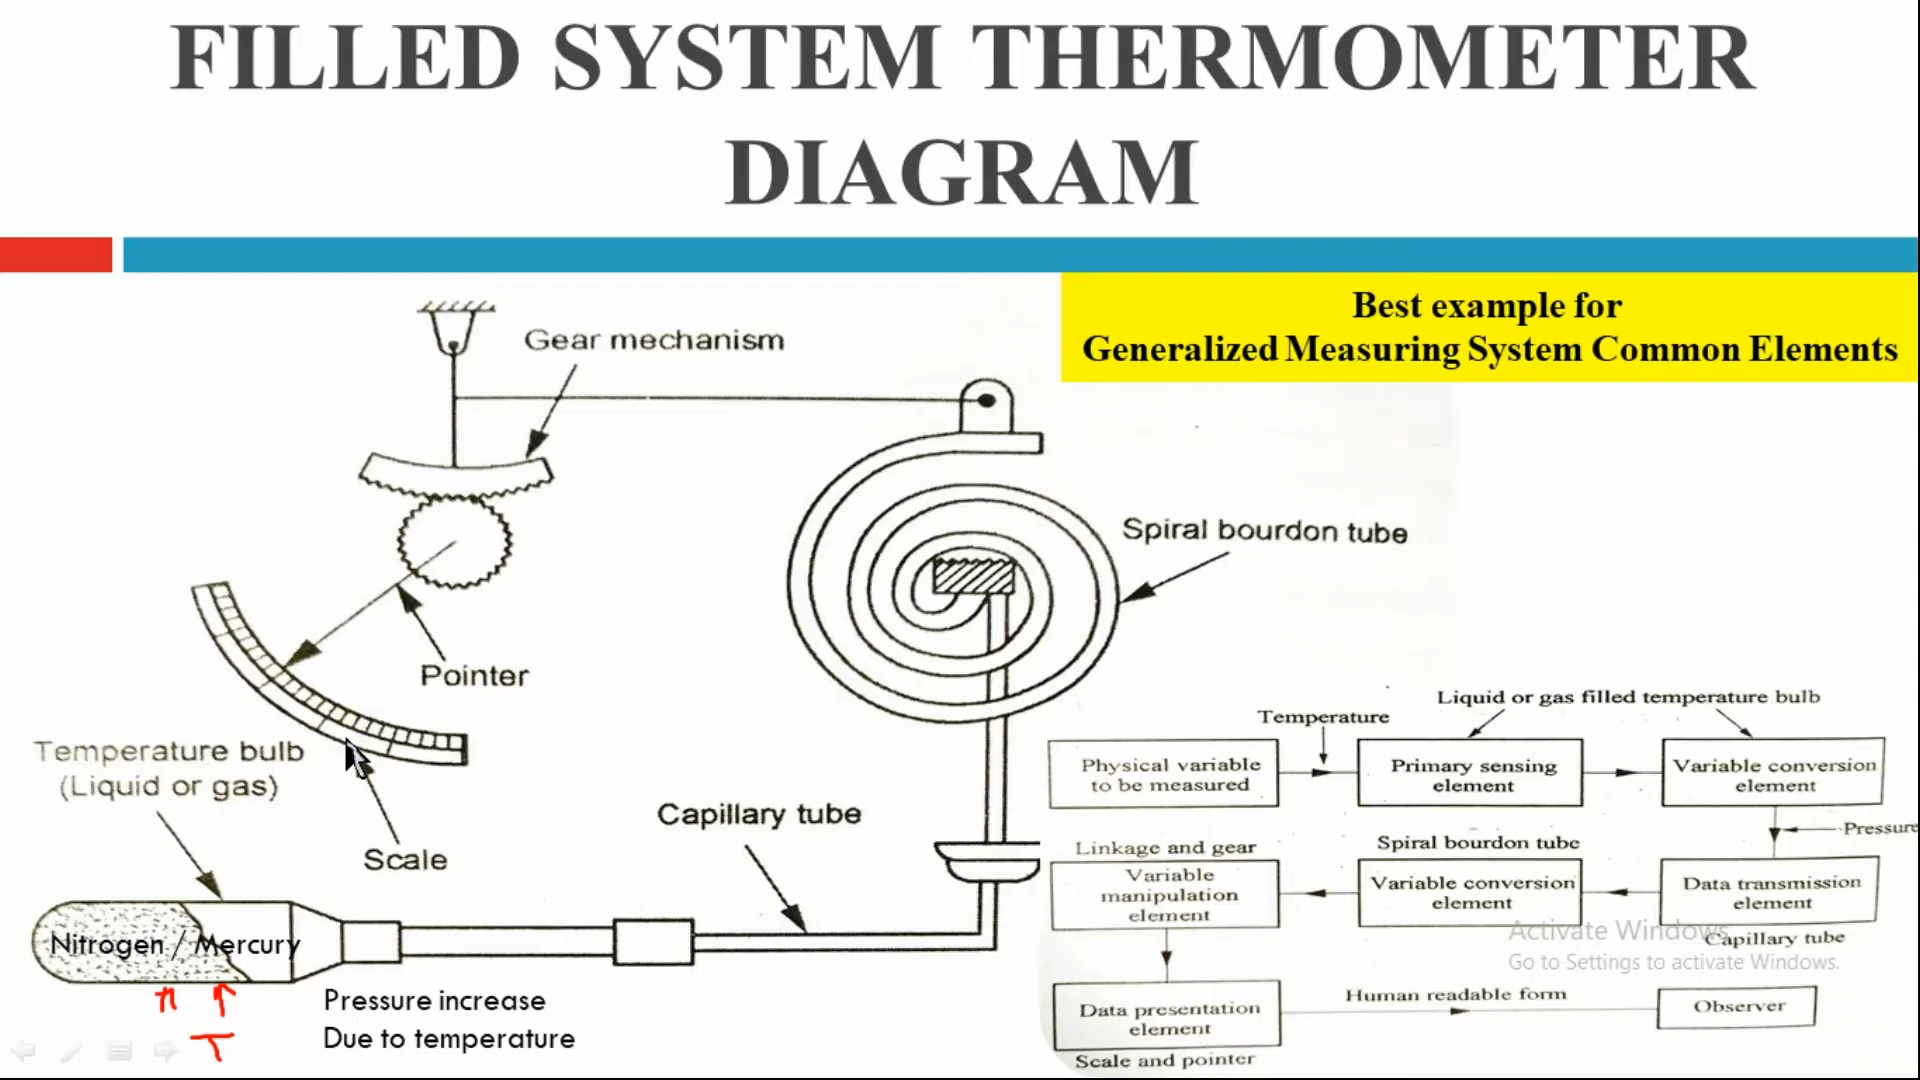 FILLED SYSTEM THERMOMETER
DIAGRAM
Best example for
Generalized Measuring System Common Elements
Gear mechanism
Spiral bourdon tube
Pointer
Temperature bulb
(Liquid or gas)
Scale
Capillary tube
Nitrogen / Mercury
T
Pressure increase
Due to temperature
Liquid or gas filled temperature bulb
Temperature
Physical variable
to be measured
Primary sensing
element
Variable conversion
element
Pressure
Linkage and gear
Spiral bourdon tube
Variable
manipulation
element
Variable conversion
element
Data transmission
element
Capillary tube
Activate Windows
Go to Settings to activate Windows.
Human readable form
Data presentation
element
Observer
Scale and pointer